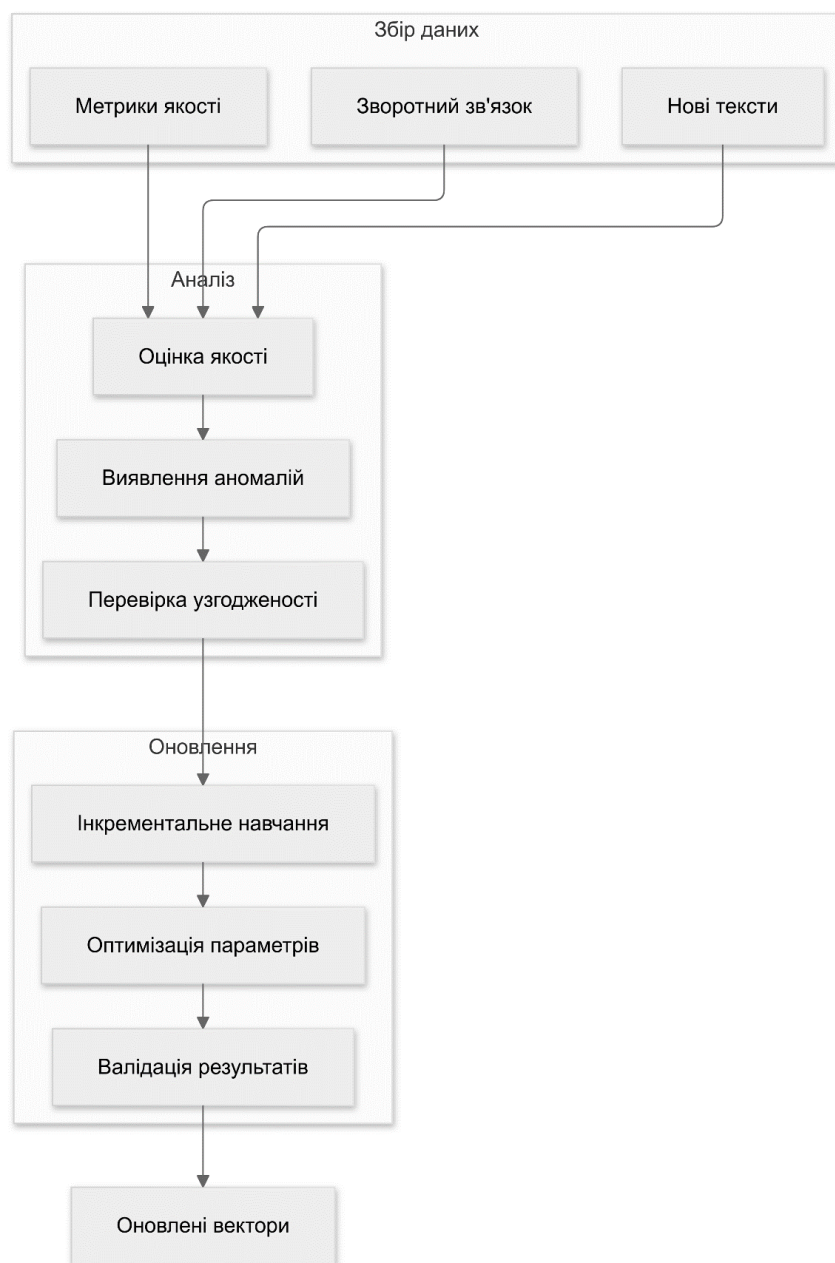 Збір даних
Метрики якості
Зворотний зв'язок
Нові тексти
Аналіз
Оцінка якості
Виявлення аномалій
Перевірка узгодженості
Оновлення
Інкрементальне навчання
Оптимізація параметрів
Валідація результатів
Оновлені вектори